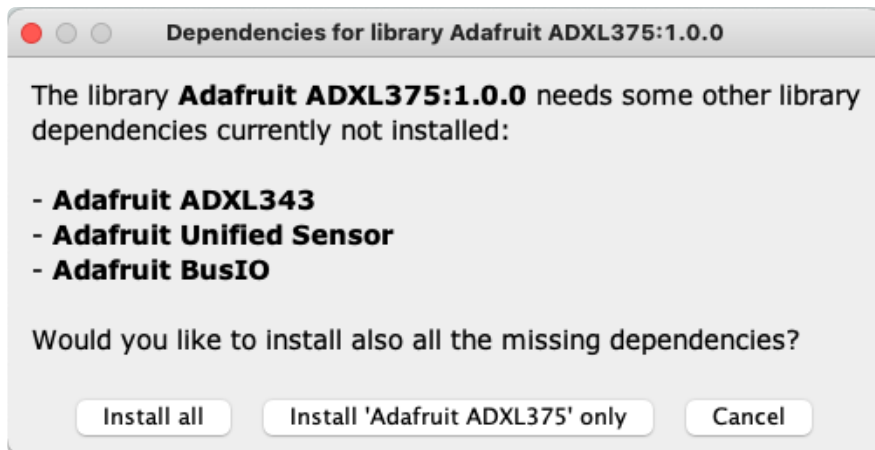 Dependencies for library Adafruit ADXL375:1.0.0
The library Adafruit ADXL375:1.0.0 needs some other library
dependencies currently not installed:
- Adafruit ADXL343
- Adafruit Unified Sensor
- Adafruit BusIO
Would you like to install also all the missing dependencies?
Install all
Install 'Adafruit ADXL375' only
Cancel